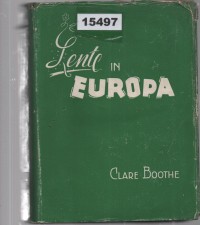 15497
Lente IN
EUROPA
CLARE BOOTHE